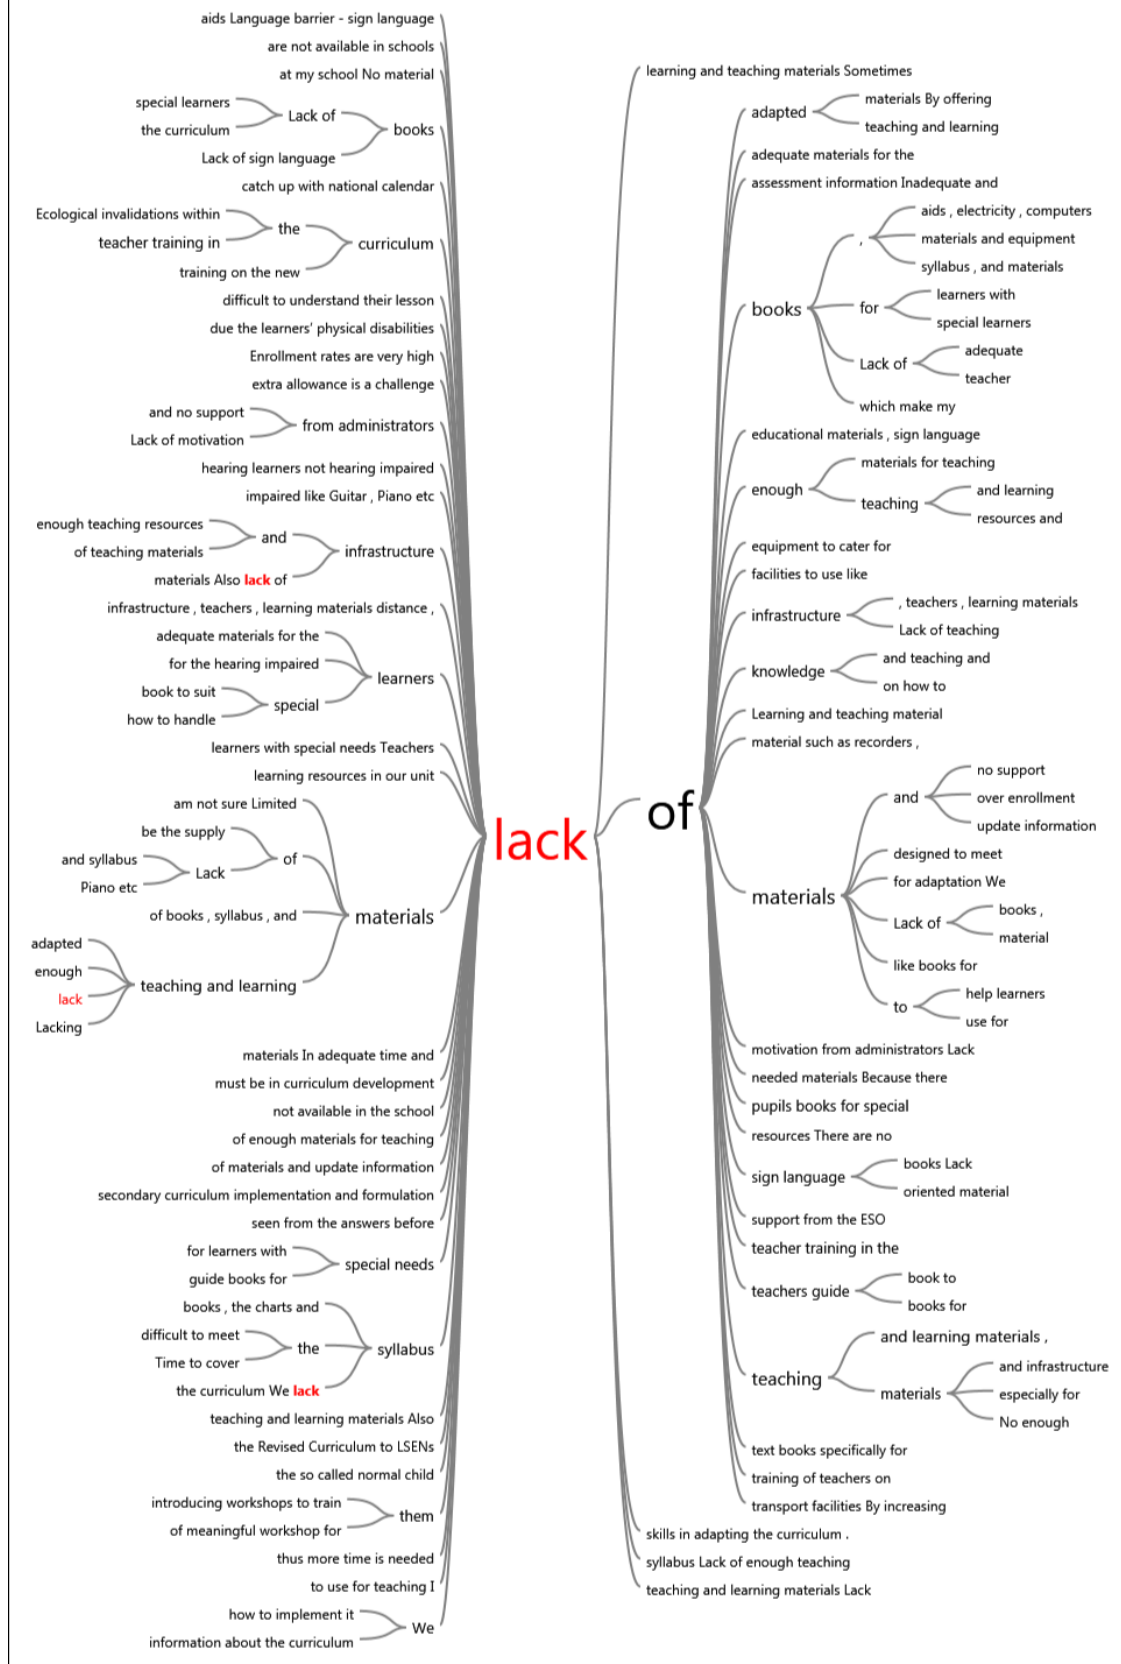 aids Language barrier - sign language
are not available in schools
at my school No material
special learners
the curriculum
Lack of
Lack of sign language
books
catch up with national calendar
Ecological invalidations within
teacher training in
the
training on the new
curriculum
difficult to understand their lesson
due the learners' physical disabilities
Enrollment rates are very high
extra allowance is a challenge
and no support
Lack of motivation
from administrators
hearing learners not hearing impaired
impaired like Guitar , Piano etc
enough teaching resources
of teaching materials
and
materials Also lack of
infrastructure
infrastructure , teachers , learning materials distance ,
adequate materials for the
for the hearing impaired
book to suit
how to handle
special
learners
learners with special needs Teachers
learning resources in our unit
am not sure Limited
be the supply
and syllabus
Piano etc
Lack
of
of books , syllabus , and
adapted
enough
lack
Lacking
teaching and learning
materials
materials In adequate time and
must be in curriculum development
not available in the school
of enough materials for teaching
of materials and update information
secondary curriculum implementation and formulation
seen from the answers before
for learners with
guide books for
special needs
books , the charts and
difficult to meet
Time to cover
the
the curriculum We lack
syllabus
teaching and learning materials Also
the Revised Curriculum to LSENs
the so called normal child
introducing workshops to train
of meaningful workshop for
them
thus more time is needed
to use for teaching I
how to implement it
information about the curriculum
We
lack
learning and teaching materials Sometimes
of
adapted
materials By offering
teaching and learning
adequate materials for the
assessment information Inadequate and
books
,
aids , electricity , computers
materials and equipment
syllabus , and materials
for
learners with
special learners
Lack of
adequate
teacher
which make my
educational materials , sign language
enough
materials for teaching
teaching
and learning
resources and
equipment to cater for
facilities to use like
infrastructure
, teachers , learning materials
Lack of teaching
knowledge
and teaching and
on how to
Learning and teaching material
material such as recorders ,
materials
and
no support
over enrollment
update information
designed to meet
for adaptation We
Lack of
books ,
material
like books for
to
help learners
use for
motivation from administrators Lack
needed materials Because there
pupils books for special
resources There are no
sign language
books Lack
oriented material
support from the ESO
teacher training in the
teachers guide
book to
books for
teaching
and learning materials ,
materials
and infrastructure
especially for
No enough
text books specifically for
training of teachers on
transport facilities By increasing
skills in adapting the curriculum .
syllabus Lack of enough teaching
teaching and learning materials Lack